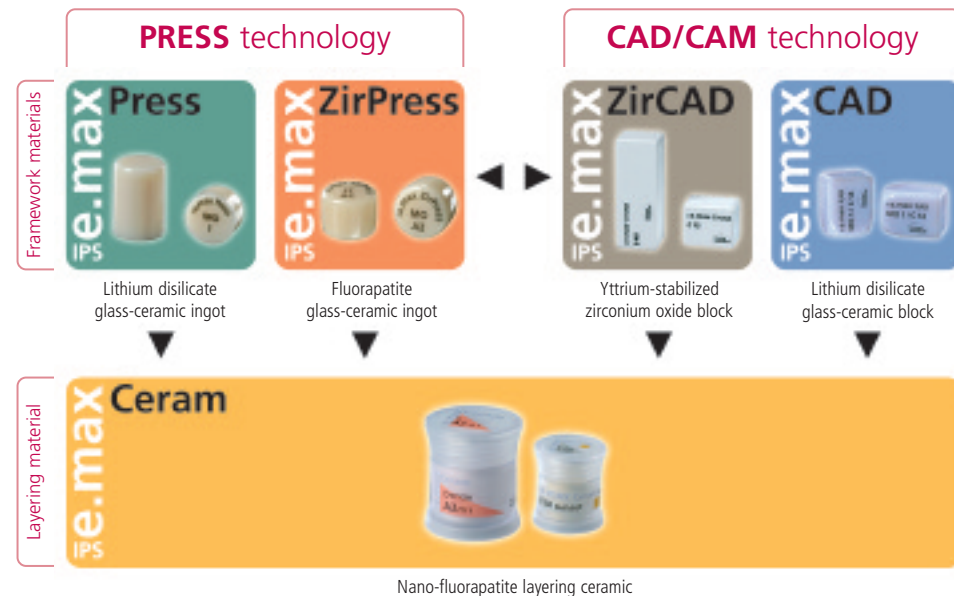 PRESS technology
CAD/CAM technology
Framework materials
IPS e.max
Press
IPS e.max
ZirPress
IPS e.max
ZirCAD
IPS e.max
CAD
Lithium disilicate
glass-ceramic ingot
Fluorapatite
glass-ceramic ingot
Yttrium-stabilized
zirconium oxide block
Lithium disilicate
glass-ceramic block
Layering material
IPS e.max
Ceram
Nano-fluorapatite layering ceramic